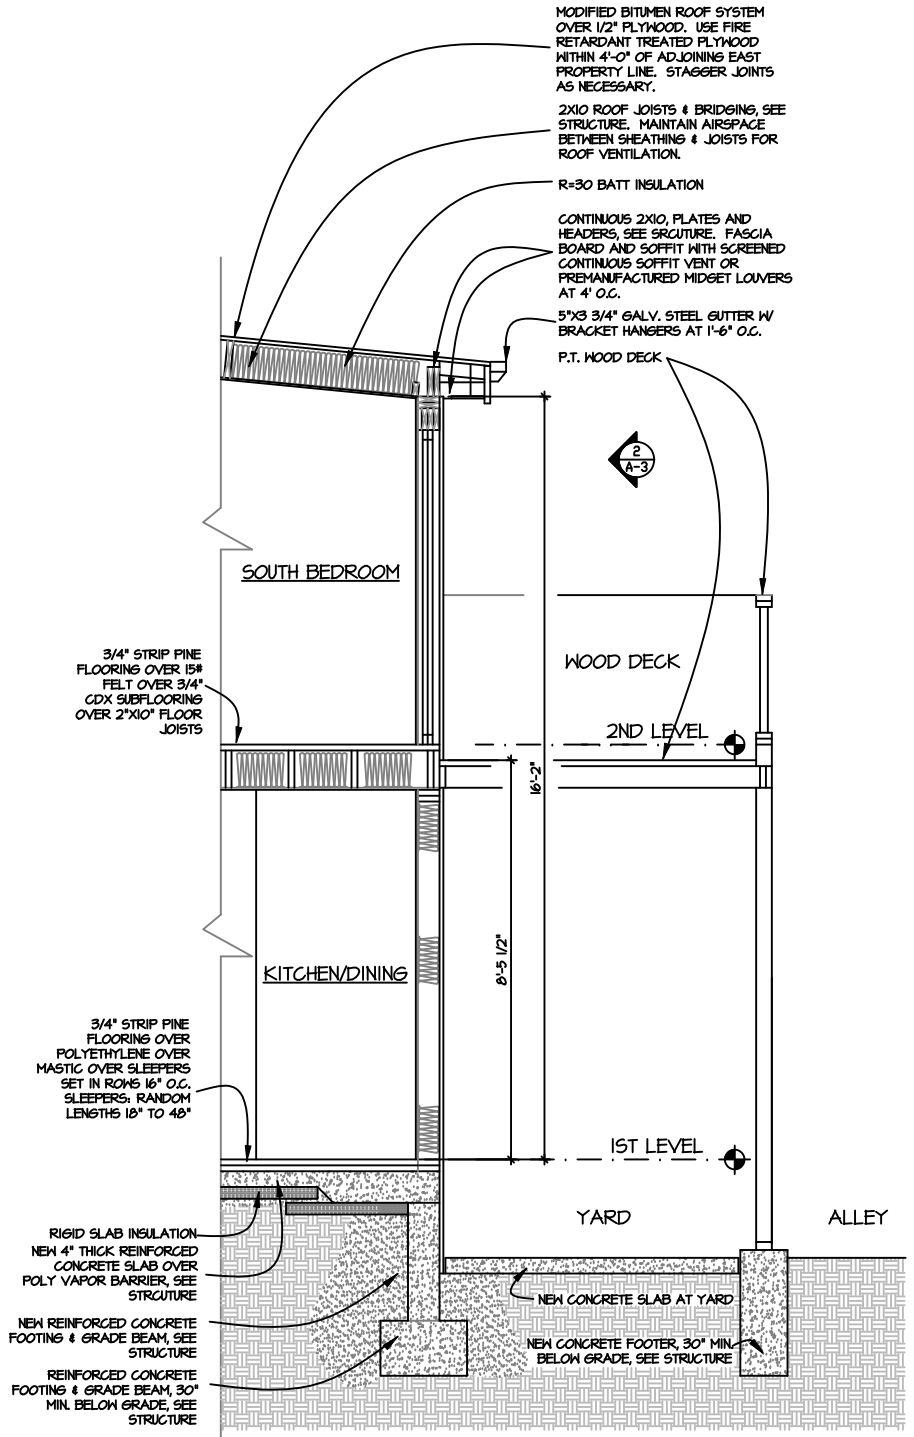 MODIFIED BITUMEN ROOF SYSTEM
OVER 1/2" PLYWOOD. USE FIRE
RETARDANT TREATED PLYWOOD
WITHIN 4'-0" OF ADJOINING EAST
PROPERTY LINE. STAGGER JOINTS
AS NECESSARY.
2X10 ROOF JOISTS & BRIDGING, SEE
STRUCTURE. MAINTAIN AIRSPACE
BETWEEN SHEATHING & JOISTS FOR
ROOF VENTILATION.
R=30 BATT INSULATION
CONTINUOUS 2X10, PLATES AND
HEADERS, SEE SRCUTURE. FASCIA
BOARD AND SOFFIT WITH SCREENED
CONTINUOUS SOFFIT VENT OR
PREMANUFACTURED MIDGET LOUVERS
AT 4' O.C.
5"X3 3/4" GALV. STEEL GUTTER W/
BRACKET HANGERS AT 1'-6" O.C.
P.T. WOOD DECK
2
A-3
SOUTH BEDROOM
3/4" STRIP PINE
FLOORING OVER 15#
FELT OVER 3/4"
CDX SUBFLOORING
OVER 2"X10" FLOOR
JOISTS
WOOD DECK
2ND LEVEL
16'-2"
8'-5 1/2"
KITCHEN/DINING
3/4" STRIP PINE
FLOORING OVER
POLYETHYLENE OVER
MASTIC OVER SLEEPERS
SET IN ROWS 16" O.C.
SLEEPERS: RANDOM
LENGTHS 18" TO 48"
1ST LEVEL
YARD
ALLEY
RIGID SLAB INSULATION
NEW 4" THICK REINFORCED
CONCRETE SLAB OVER
POLY VAPOR BARRIER, SEE
STRCUTURE
NEW REINFORCED CONCRETE
FOOTING & GRADE BEAM, SEE
STRUCTURE
REINFORCED CONCRETE
FOOTING & GRADE BEAM, 30"
MIN. BELOW GRADE, SEE
STRUCTURE
NEW CONCRETE SLAB AT YARD
NEW CONCRETE FOOTER, 30" MIN.
BELOW GRADE, SEE STRUCTURE